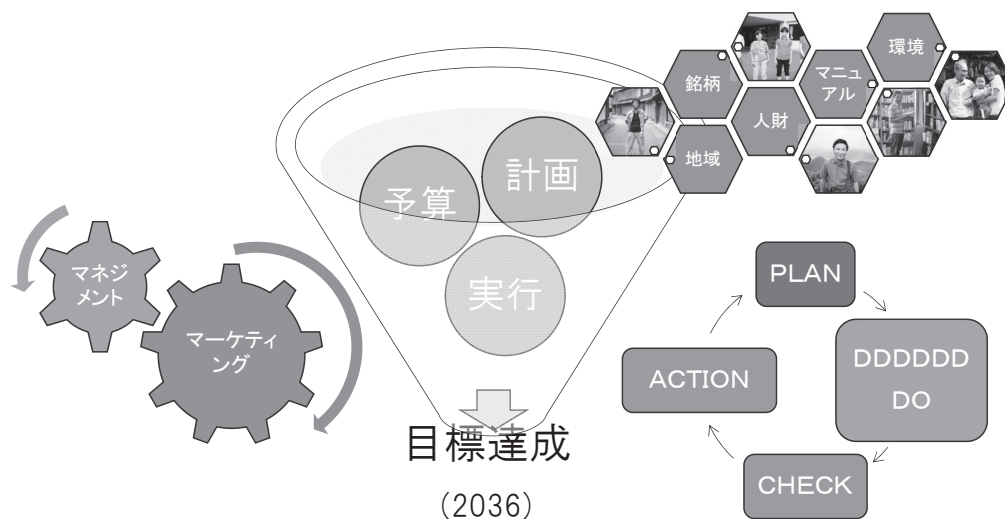 環境
銘柄
マニュ
アル
人財
地域
計画
予算
実行
マネジ
メント
マーケティ
ング
目標達成
(2036)
PLAN
DDDDDD
DO
ACTION
CHECK